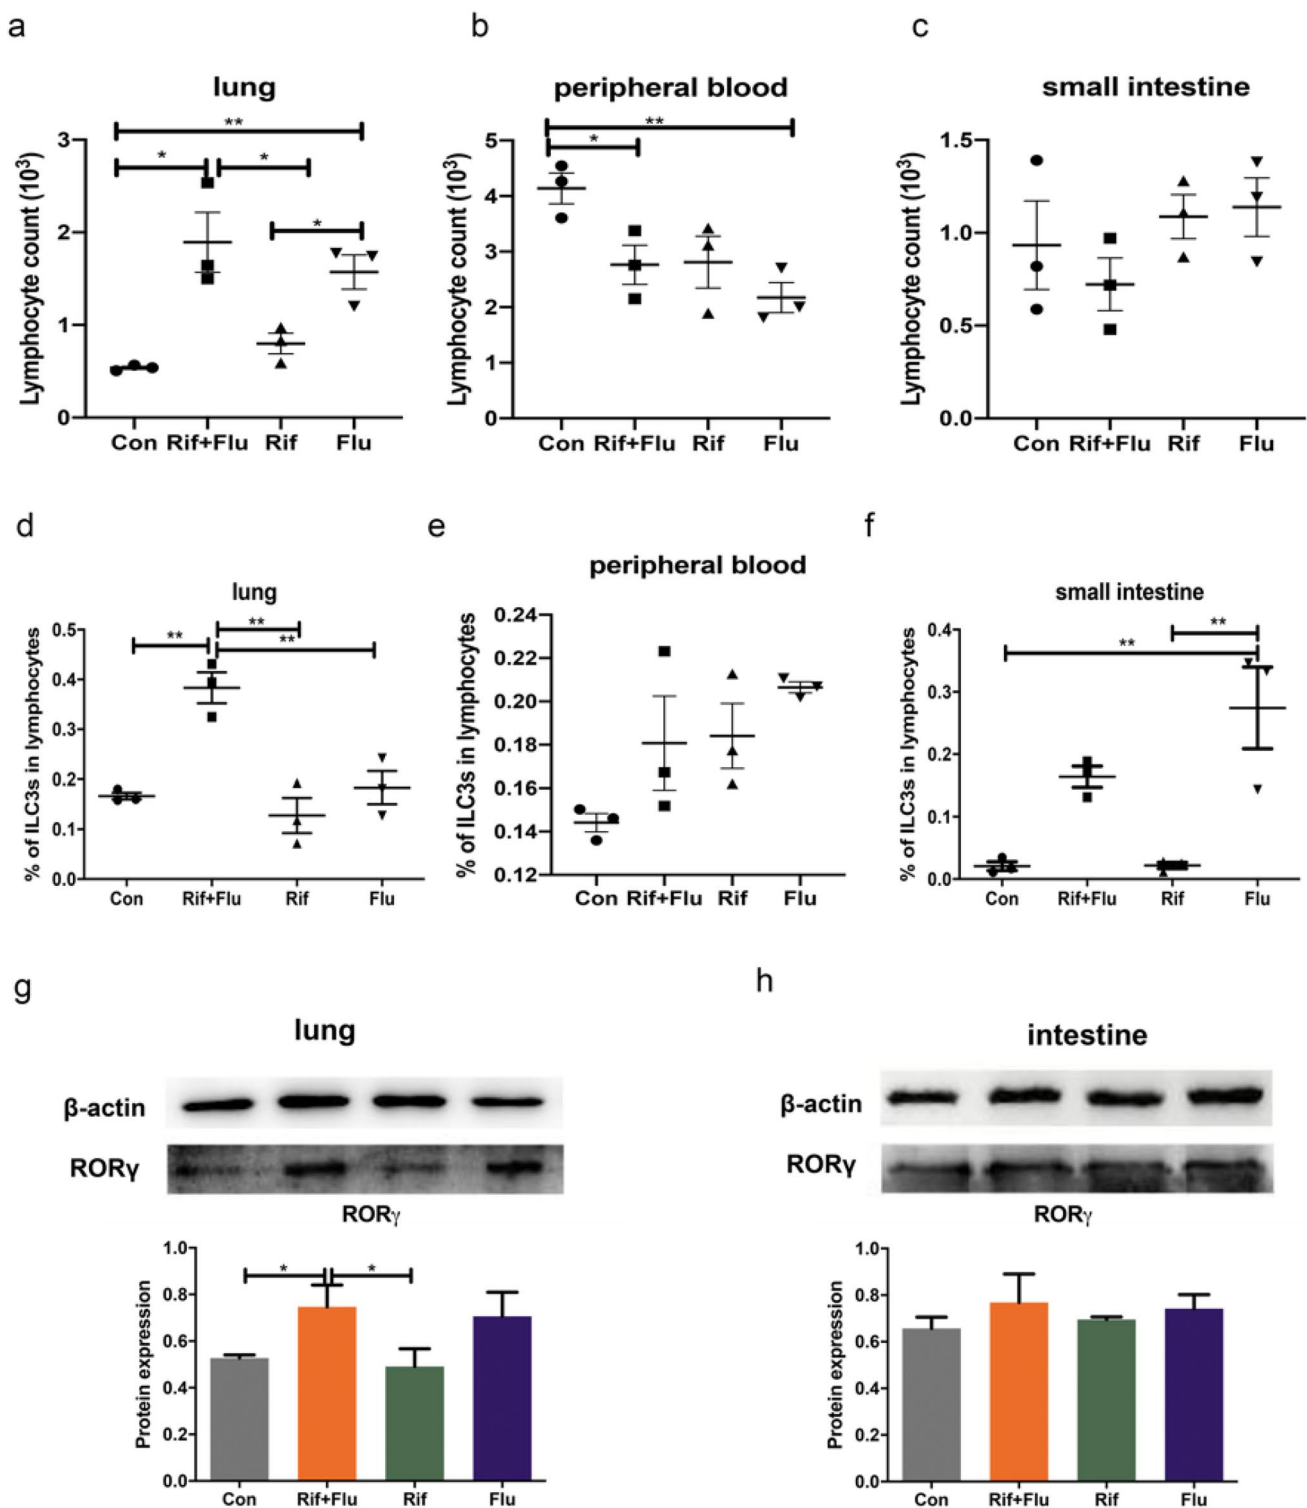 a
b
c
lung
peripheral blood
small intestine
Lymphocyte count (10³)
3
2
1
0
**
*
*
*
Con Rif+Flu Rif Flu
Lymphocyte count (10³)
5
4
3
2
1
0
**
*
Con Rif+Flu Rif Flu
Lymphocyte count (10³)
1.5
1.0
0.5
0.0
Con Rif+Flu Rif Flu
d
e
f
lung
peripheral blood
small intestine
% of ILC3s in lymphocytes
0.5
0.4
0.3
0.2
0.1
0.0
**
**
**
Con Rif+Flu Rif Flu
% of ILC3s in lymphocytes
0.24
0.22
0.20
0.18
0.16
0.14
0.12
Con Rif+Flu Rif Flu
% of ILC3s in lymphocytes
0.4
0.3
0.2
0.1
0.0
**
**
Con Rif+Flu Rif Flu
g
h
lung
β-actin
RORγ
RORγ
Protein expression
1.0
0.8
0.6
0.4
0.2
0.0
*
*
Con Rif+Flu Rif Flu
intestine
β-actin
RORγ
RORγ
Protein expression
1.0
0.8
0.6
0.4
0.2
0.0
Con Rif+Flu Rif Flu